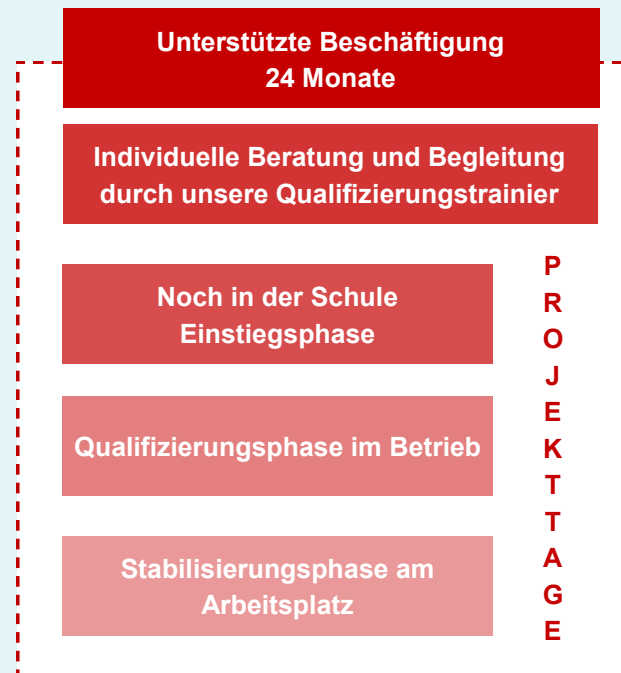 Unterstützte Beschäftigung
24 Monate
Individuelle Beratung und Begleitung
durch unsere Qualifizierungstrainier
Noch in der Schule
Einstiegsphase
Qualifizierungsphase im Betrieb
Stabilisierungsphase am
Arbeitsplatz
P
R
O
J
E
K
T
T
A
G
E